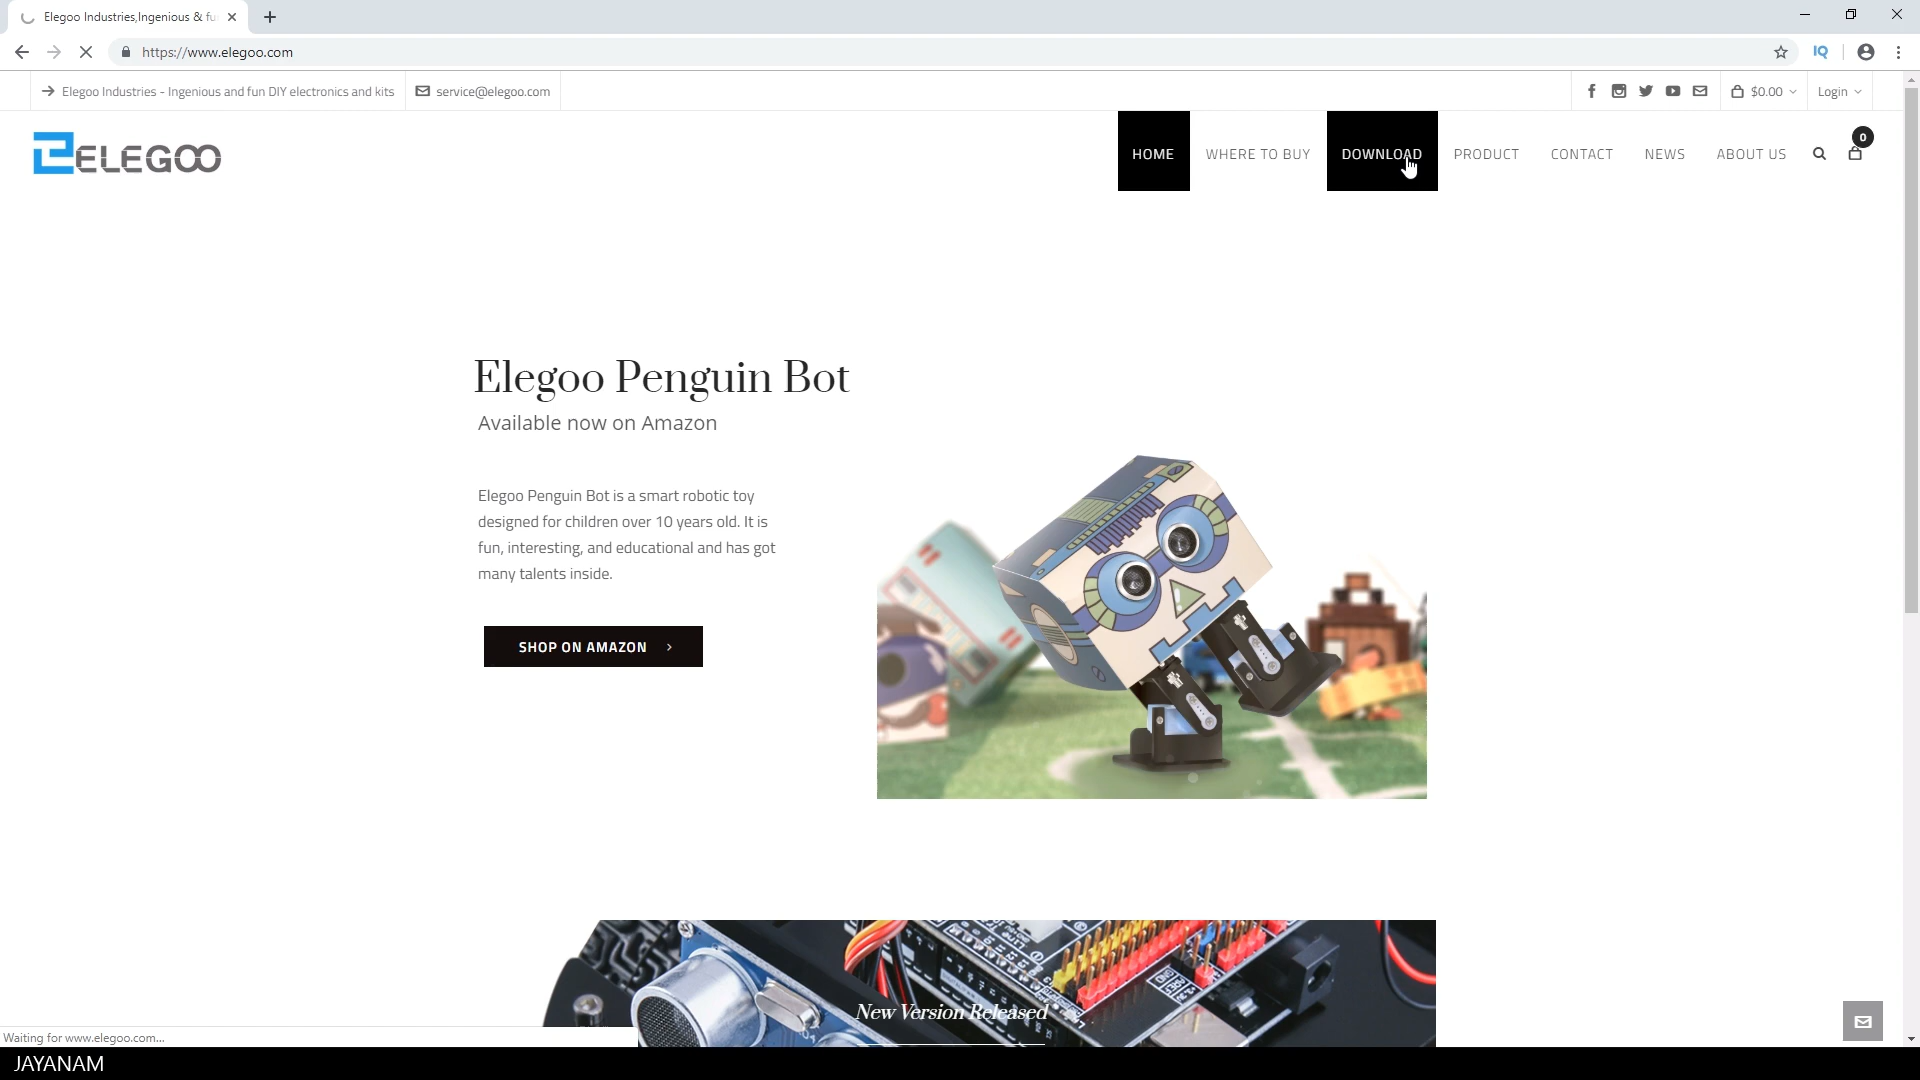 Elegoo Industries,Ingenious & fu
https://www.elegoo.com
IQ
Elegoo Industries - Ingenious and fun DIY electronics and kits
service@elegoo.com
$0.00
Login
ELEGOO
HOME
WHERE TO BUY
DOWNLOAD
PRODUCT
CONTACT
NEWS
ABOUT US
0
Elegoo Penguin Bot
Available now on Amazon
Elegoo Penguin Bot is a smart robotic toy
designed for children over 10 years old. It is
fun, interesting, and educational and has got
many talents inside.
SHOP ON AMAZON
New Version Released
Waiting for www.elegoo.com...
JAYANAM